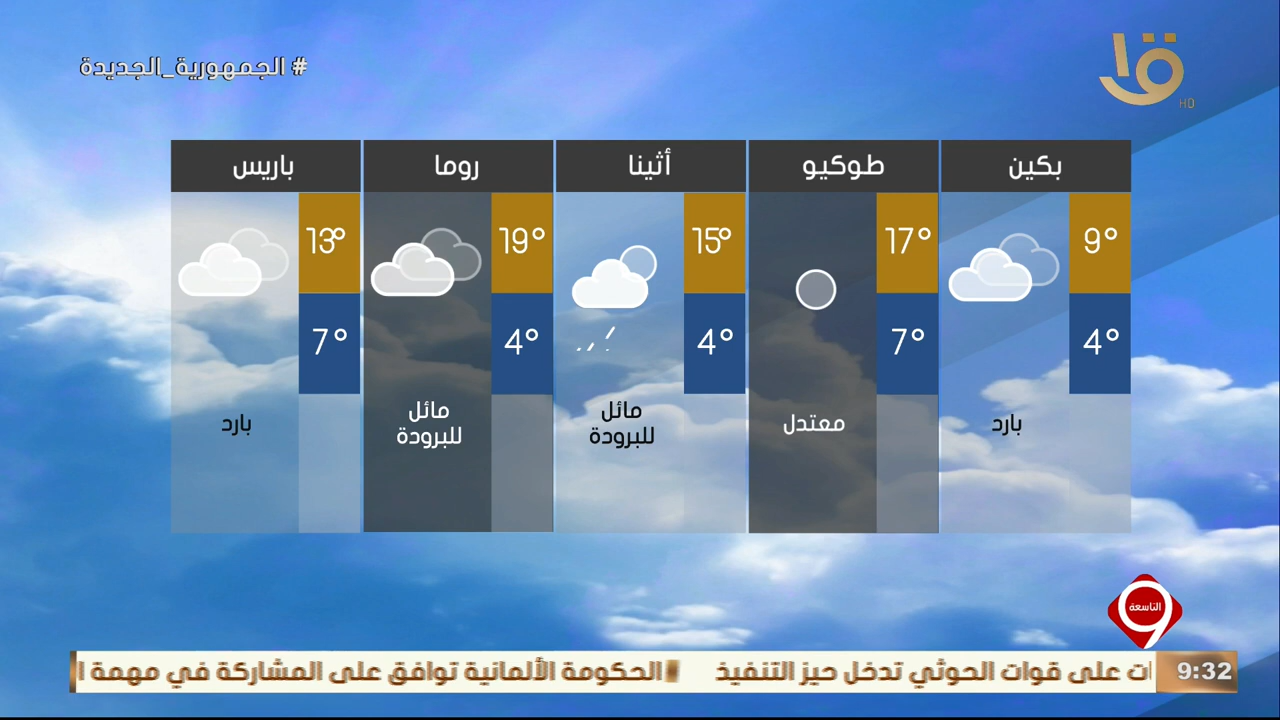 # الجمهورية_الجديدة
HD
بكين
9°
4°
بارد
طوكيو
17°
7°
معتدل
أثينا
15°
4°
مائل
للبرودة
روما
19°
4°
مائل
للبرودة
باريس
13°
7°
بارد
التاسعة
9
9:32
ات على قوات الحوثي تدخل حيز التنفيذ الحكومة الألمانية توافق على المشاركة في مهمة ا